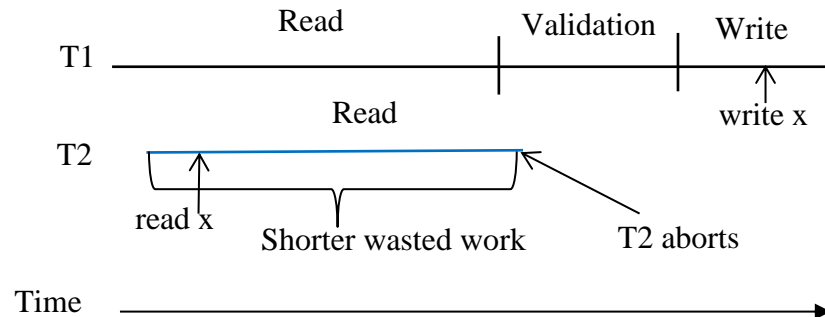 Read
Validation
Write
T1
write x
Read
T2
read x
Shorter wasted work
T2 aborts
Time